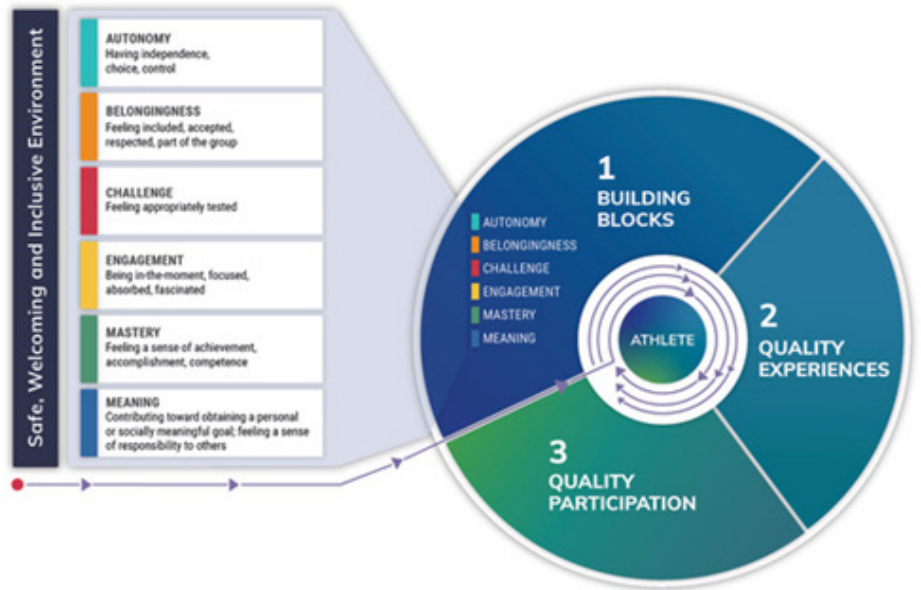 Safe, Welcoming and Inclusive Environment
AUTONOMY
Having independence,
choice, control
BELONGINGNESS
Feeling included, accepted,
respected, part of the group
CHALLENGE
Feeling appropriately tested
ENGAGEMENT
Being in-the-moment, focused,
absorbed, fascinated
MASTERY
Feeling a sense of achievement,
accomplishment, competence
MEANING
Contributing toward obtaining a personal
or socially meaningful goal; feeling a sense
of responsibility to others
1
BUILDING
BLOCKS
AUTONOMY
BELONGINGNESS
CHALLENGE
ENGAGEMENT
MASTERY
MEANING
ATHLETE
2
QUALITY
EXPERIENCES
3
QUALITY
PARTICIPATION